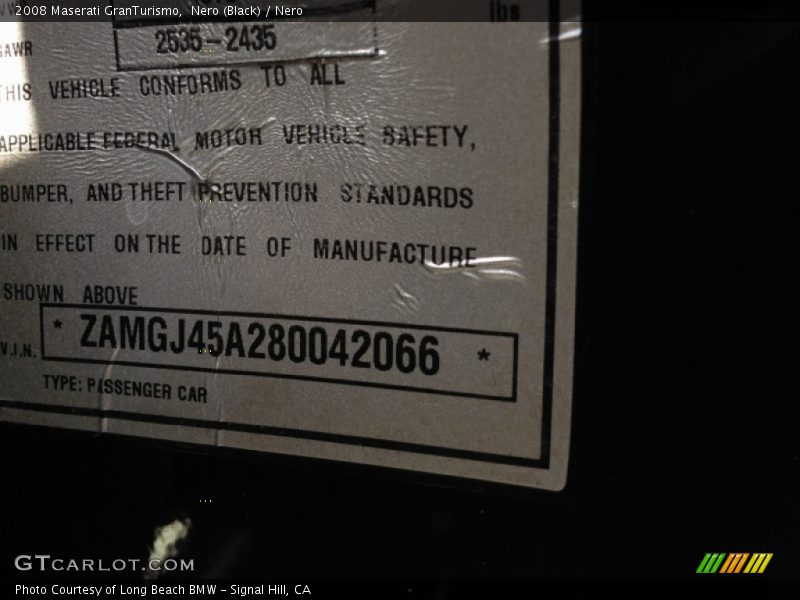 2008 Maserati GranTurismo, Nero (Black) / Nero
lbs
GAWR 2535-2435
THIS VEHICLE CONFORMS TO ALL
APPLICABLE FEDERAL MOTOR VEHICLE SAFETY,
BUMPER, AND THEFT PREVENTION STANDARDS
IN EFFECT ON THE DATE OF MANUFACTURE
SHOWN ABOVE
V.I.N. * ZAMGJ45A280042066 *
TYPE: PASSENGER CAR
GTCARLOT.COM
Photo Courtesy of Long Beach BMW - Signal Hill, CA